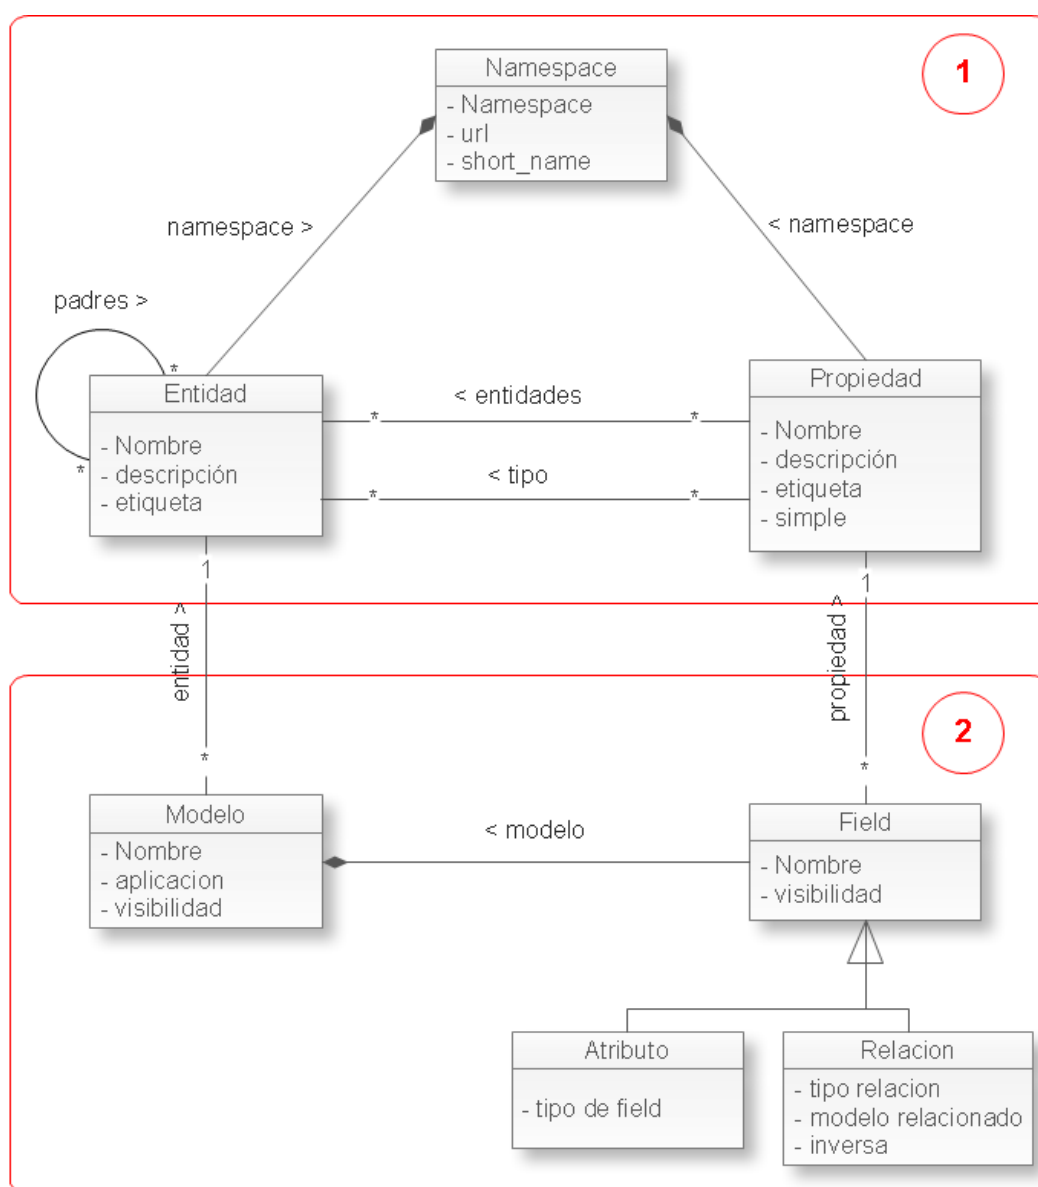 1
Namespace
- Namespace
- url
- short_name
namespace >
< namespace
padres >
*
*
Entidad
- Nombre
- descripción
- etiqueta
< entidades
*
*
< tipo
*
*
Propiedad
- Nombre
- descripción
- etiqueta
- simple
1
entidad >
*
1
propiedad >
*
2
Modelo
- Nombre
- aplicacion
- visibilidad
< modelo
Field
- Nombre
- visibilidad
Atributo
- tipo de field
Relacion
- tipo relacion
- modelo relacionado
- inversa